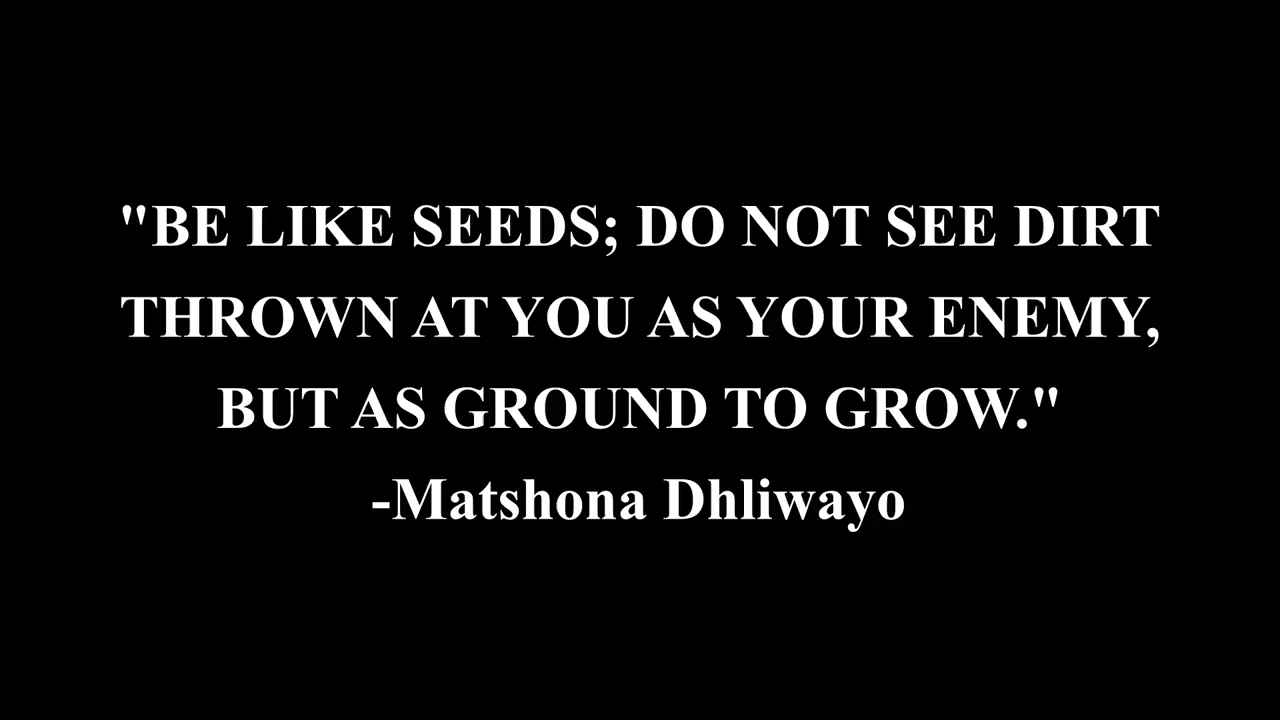 "BE LIKE SEEDS; DO NOT SEE DIRT
THROWN AT YOU AS YOUR ENEMY,
BUT AS GROUND TO GROW."
-Matshona Dhliwayo